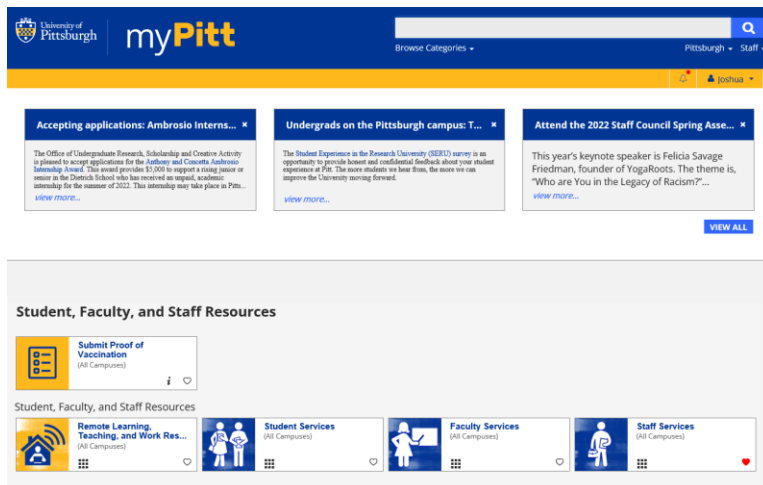 University of
Pittsburgh
myPitt
Browse Categories
Pittsburgh
Staff
Joshua
Accepting applications: Ambrosio Interns... ×
The Office of Undergraduate Research, Scholarship and Creative Activity
is pleased to accept applications for the Anthony and Concetta Ambrosio
Internship Award. This award provides $5,000 to support a rising junior or
senior in the Dietrich School who has received an unpaid, academic
internship for the summer of 2022. This internship may take place in Pitts...
view more...
Undergrads on the Pittsburgh campus: T... ×
The Student Experience in the Research University (SERU) survey is an
opportunity to provide honest and confidential feedback about your student
experience at Pitt. The more students we hear from, the more we can
improve the University moving forward.
view more...
Attend the 2022 Staff Council Spring Asse... ×
This year's keynote speaker is Felicia Savage
Friedman, founder of YogaRoots. The theme is,
"Who are You in the Legacy of Racism?"...
view more...
VIEW ALL
Student, Faculty, and Staff Resources
Submit Proof of
Vaccination
(All Campuses)
i
Student, Faculty, and Staff Resources
Remote Learning,
Teaching, and Work Res...
(All Campuses)
Student Services
(All Campuses)
Faculty Services
(All Campuses)
Staff Services
(All Campuses)